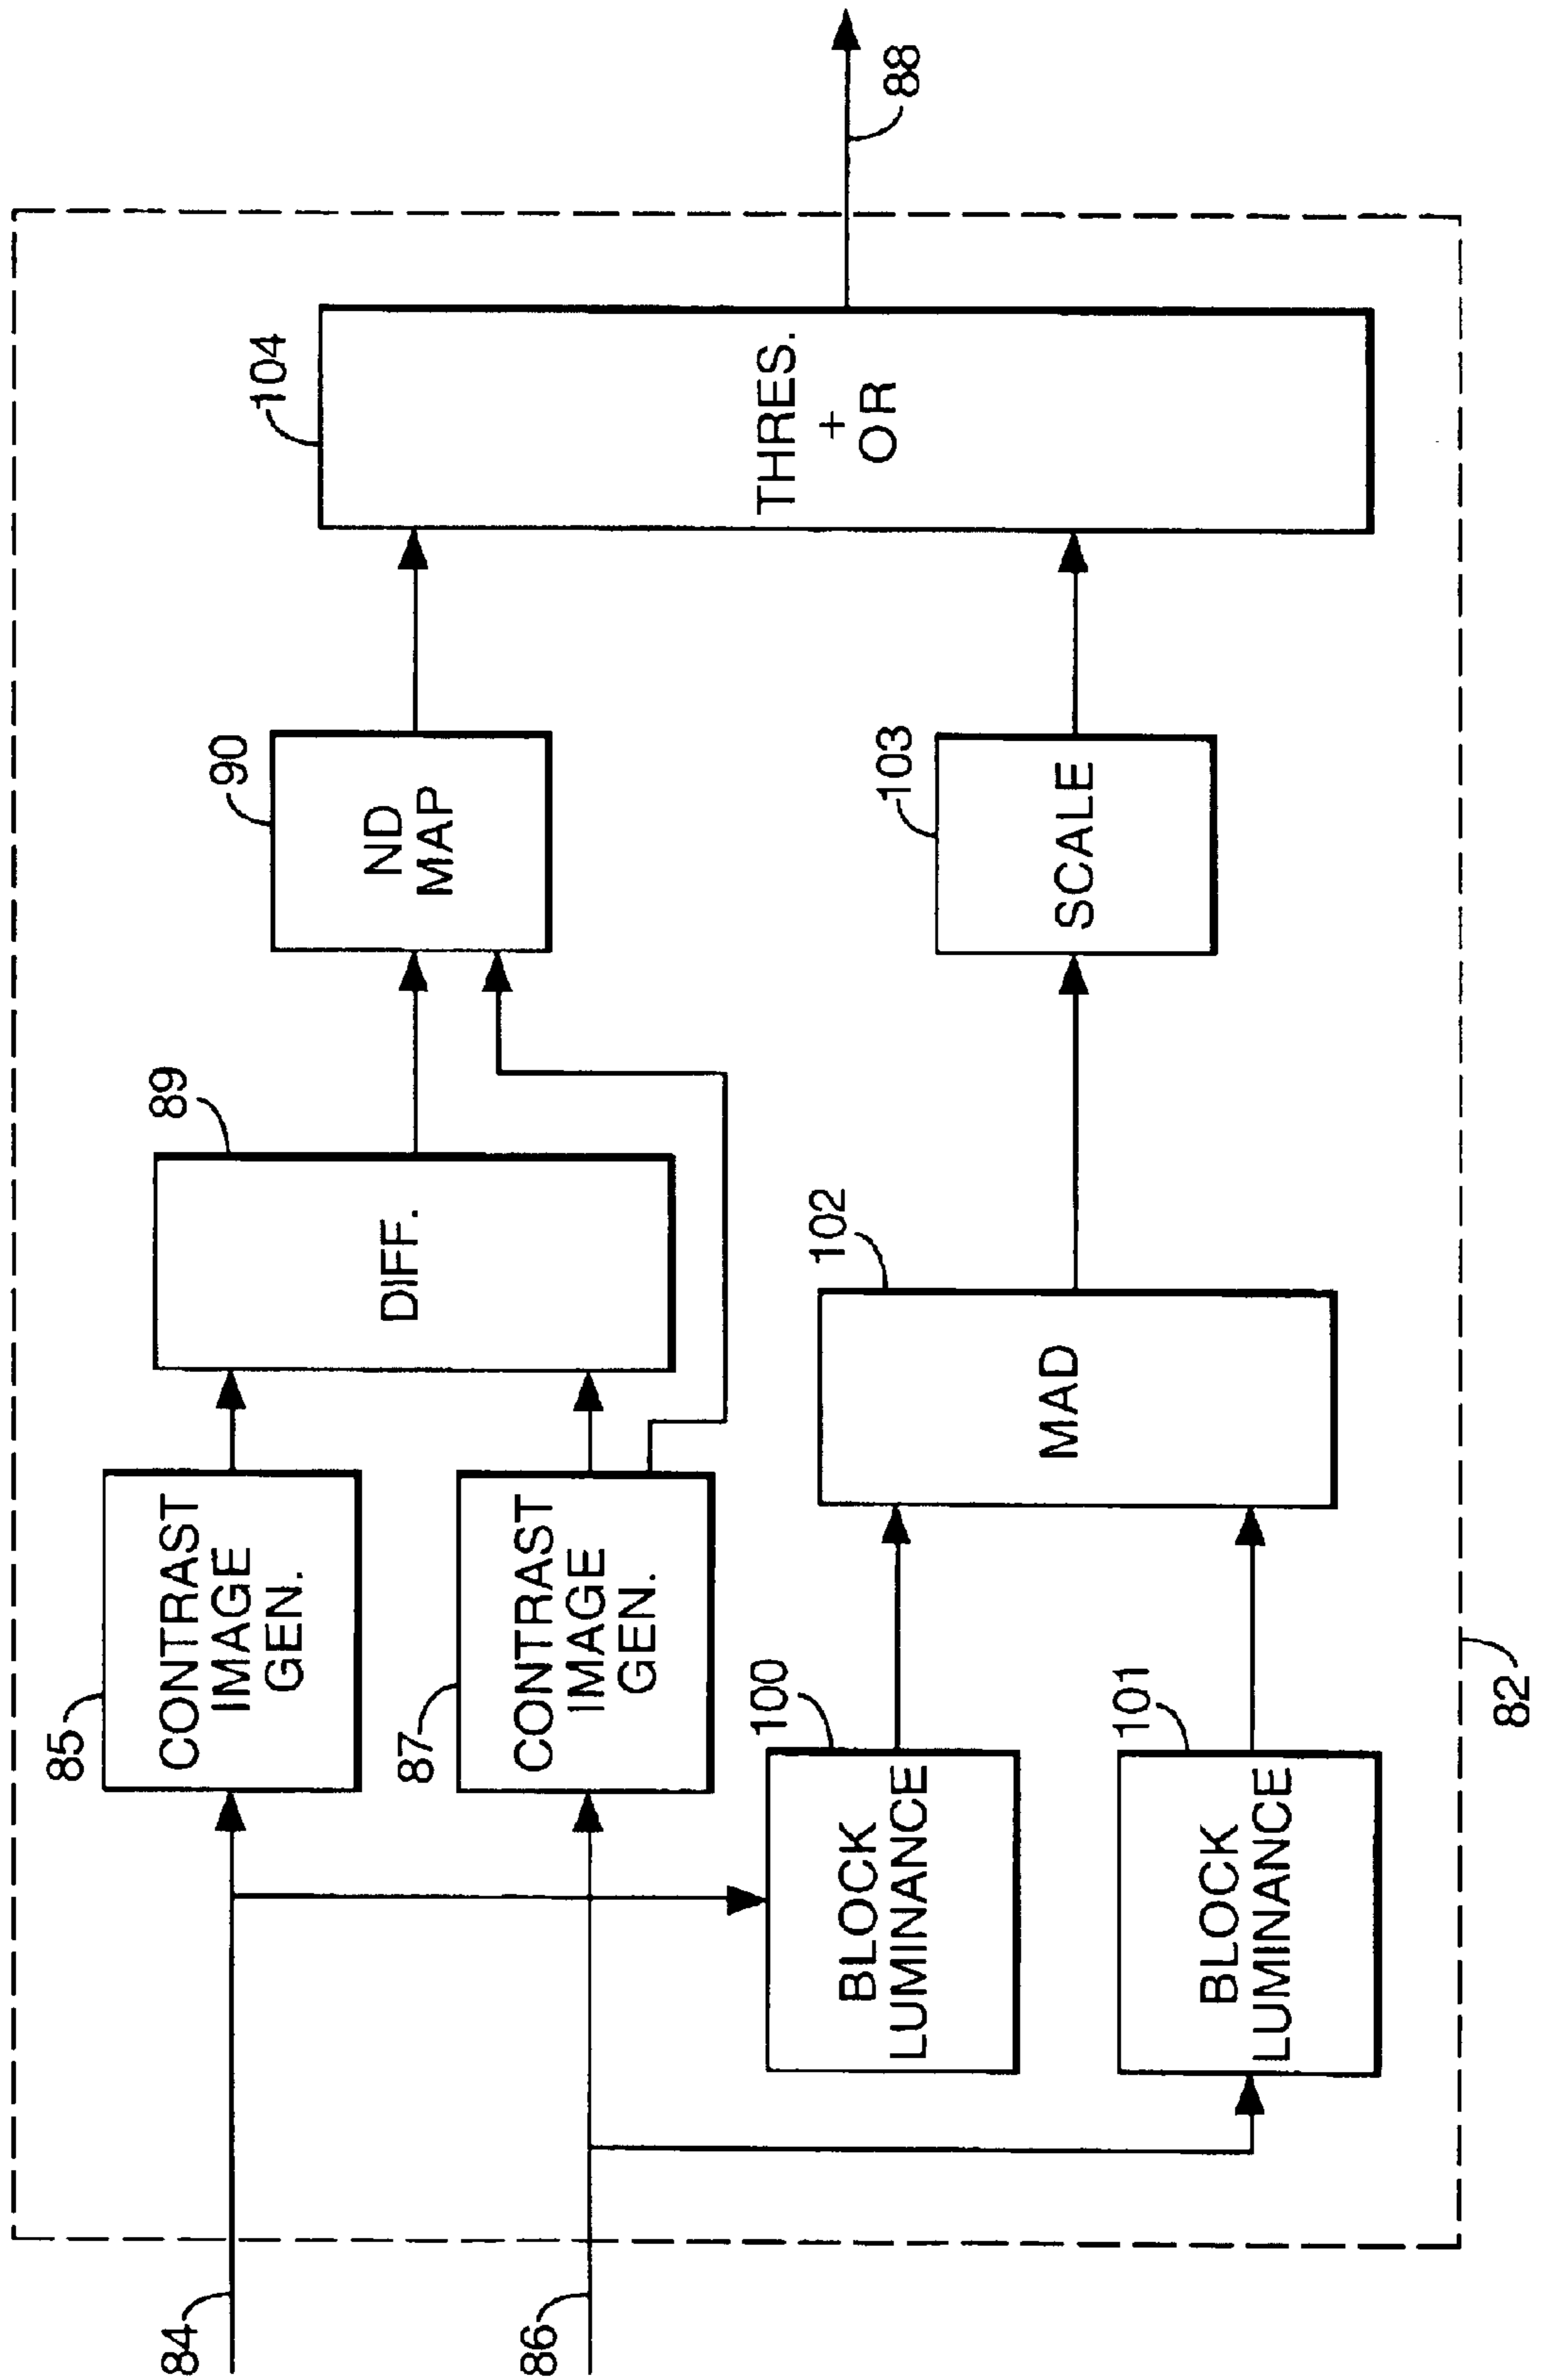 84
86
85
CONTRAST
IMAGE
GEN.
87
CONTRAST
IMAGE
GEN.
100
BLOCK
LUMINANCE
101
BLOCK
LUMINANCE
89
DIFF.
102
MAD
90
ND
MAP
103
SCALE
104
THRES.
+
OR
88
82